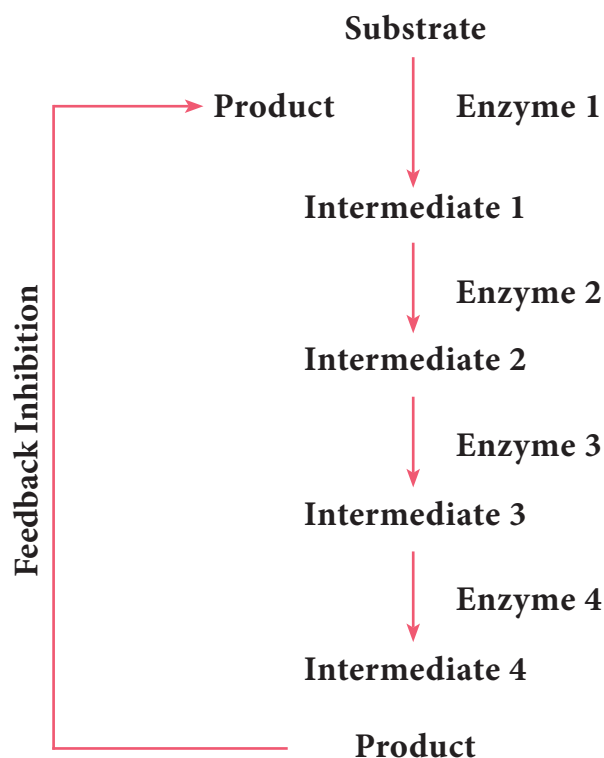 Substrate
Product
Enzyme 1
Intermediate 1
Enzyme 2
Intermediate 2
Enzyme 3
Intermediate 3
Enzyme 4
Intermediate 4
Product
Feedback Inhibition